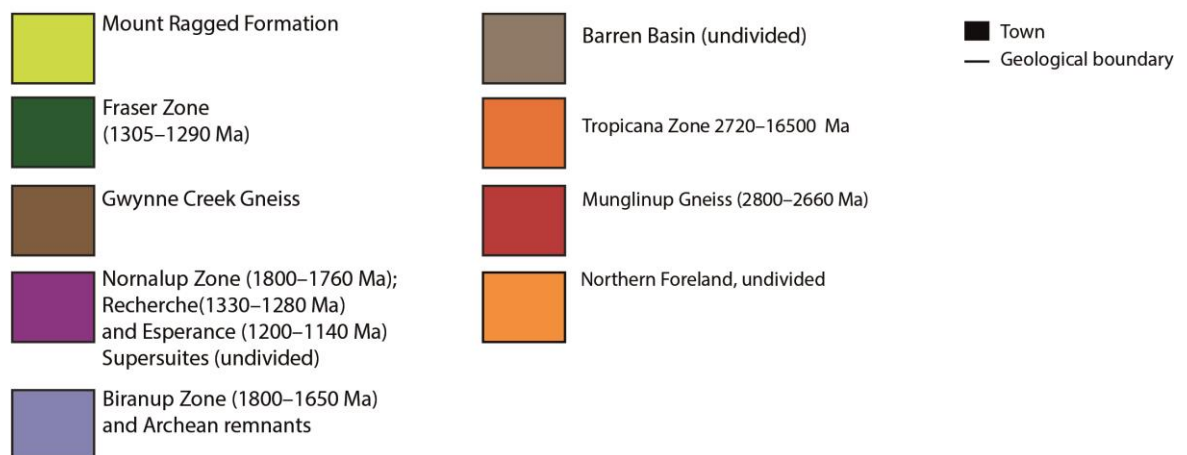 Mount Ragged Formation
Fraser Zone
(1305–1290 Ma)
Gwynne Creek Gneiss
Nornalup Zone (1800–1760 Ma);
Recherche(1330–1280 Ma)
and Esperance (1200–1140 Ma)
Supersuites (undivided)
Biranup Zone (1800–1650 Ma)
and Archean remnants
Barren Basin (undivided)
Tropicana Zone 2720–16500 Ma
Munglinup Gneiss (2800–2660 Ma)
Northern Foreland, undivided
Town
Geological boundary